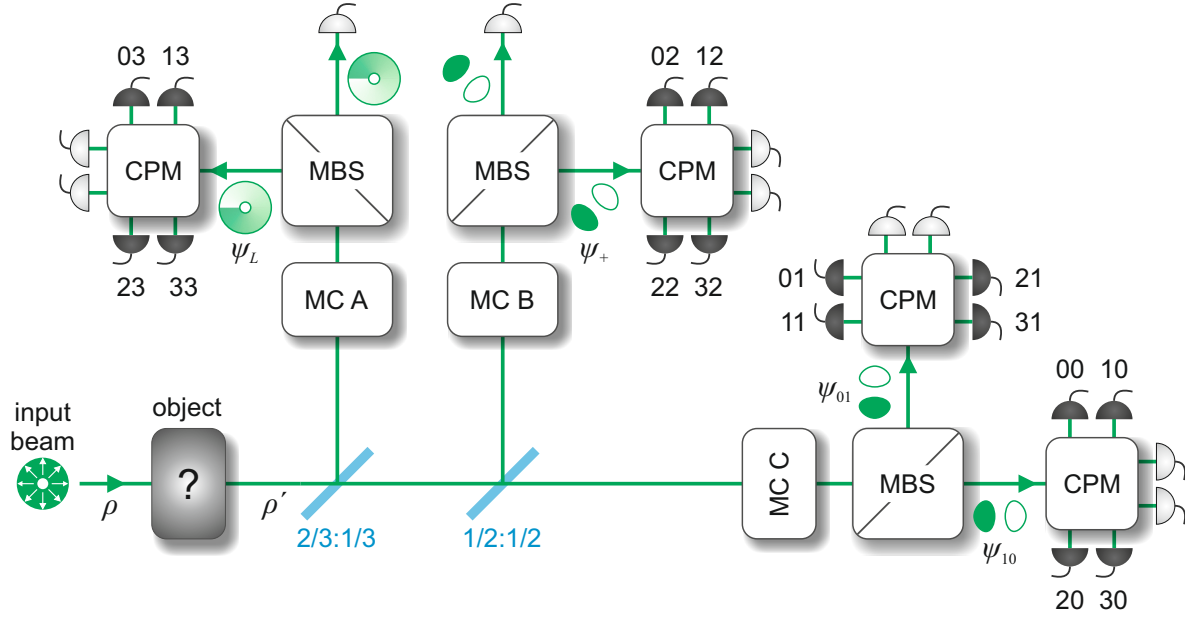 03 13
02 12
CPM
MBS
MBS
CPM
ψL
ψ+
23 33
22 32
MC A
MC B
01
21
CPM
11
31
ψ01
00 10
input
beam
object
?
ρ
ρ′
2/3:1/3
1/2:1/2
MC C
MBS
CPM
ψ10
20 30